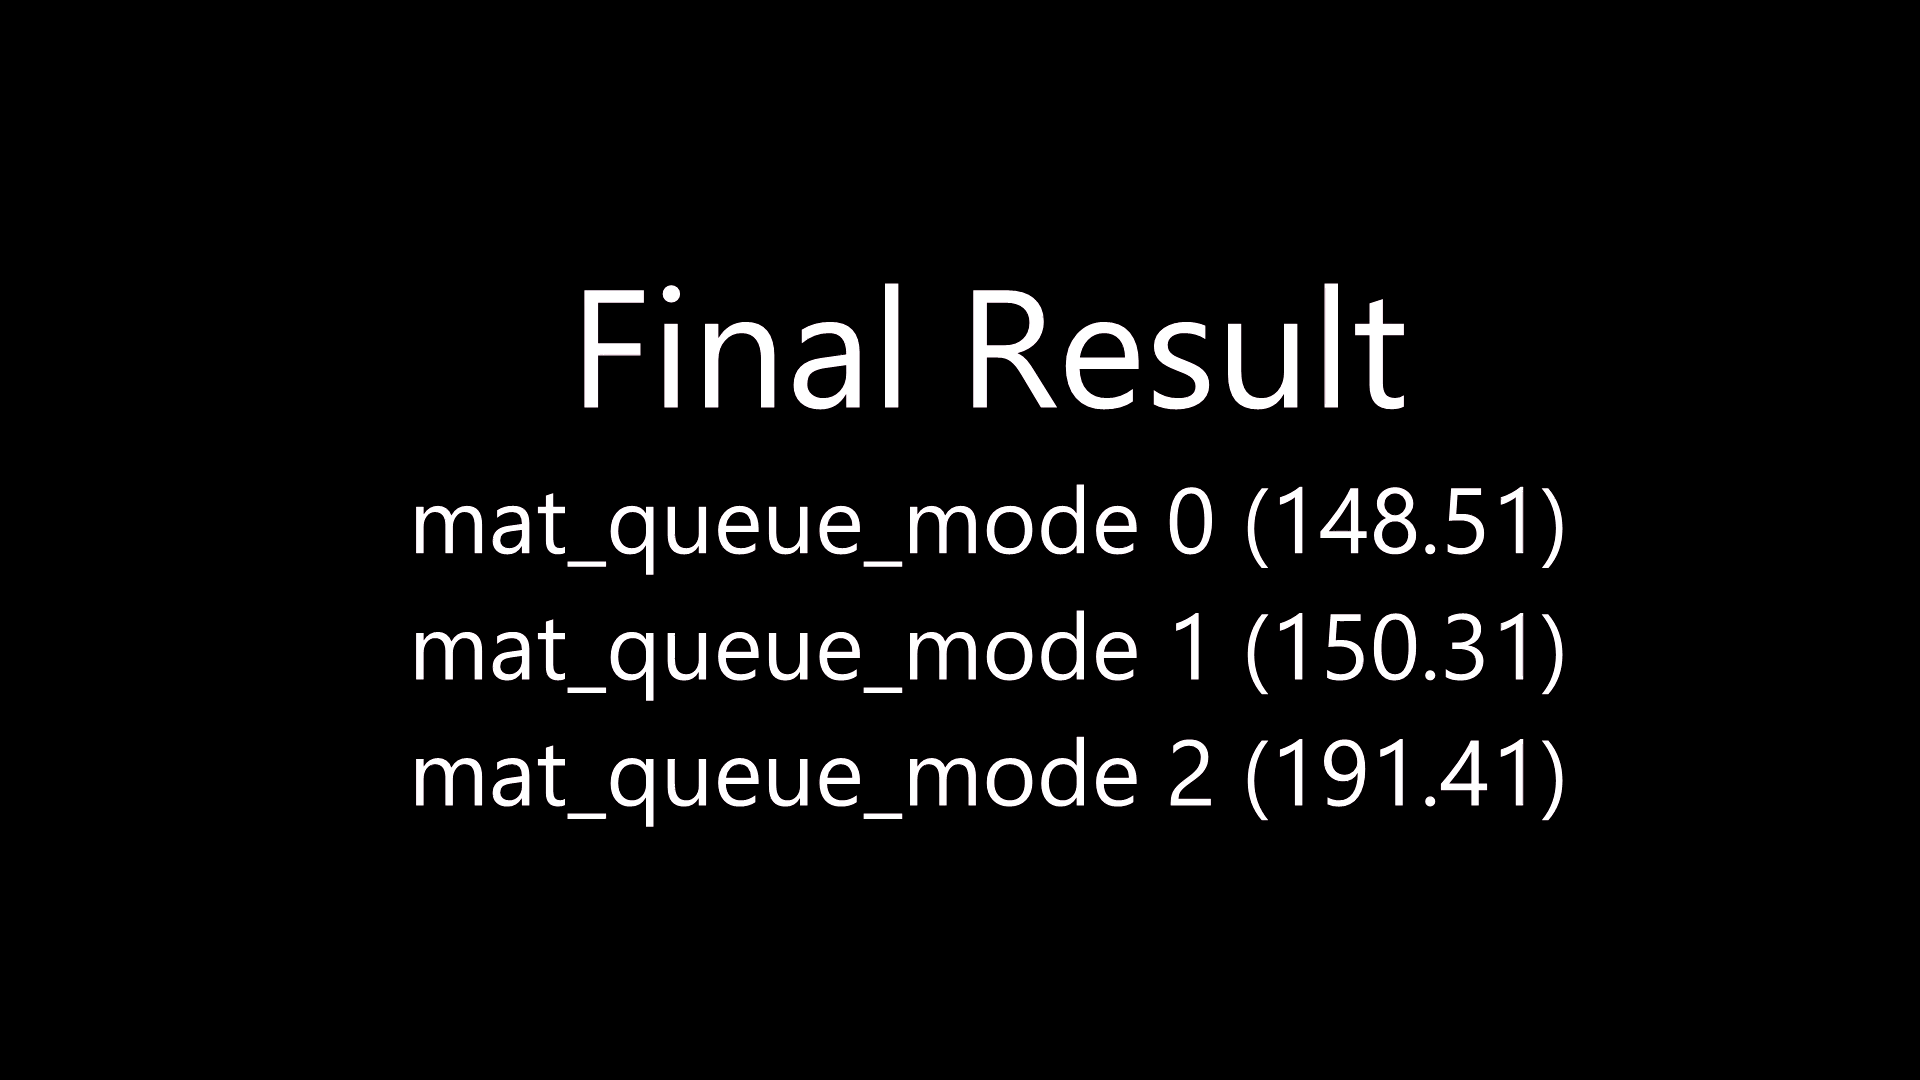 Final Result
mat_queue_mode 0 (148.51)
mat_queue_mode 1 (150.31)
mat_queue_mode 2 (191.41)